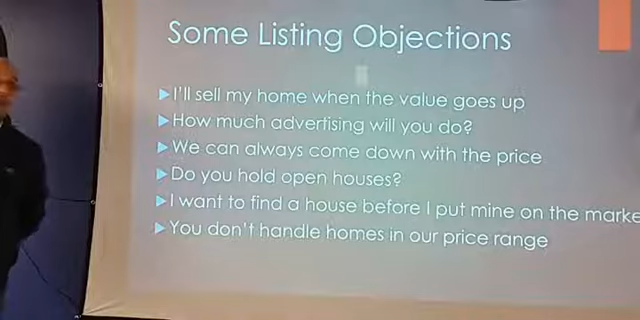 Some Listing Objections
I'll sell my home when the value goes up
How much advertising will you do?
We can always come down with the price
Do you hold open houses?
I want to find a house before I put mine on the marke
You don't handle homes in our price range